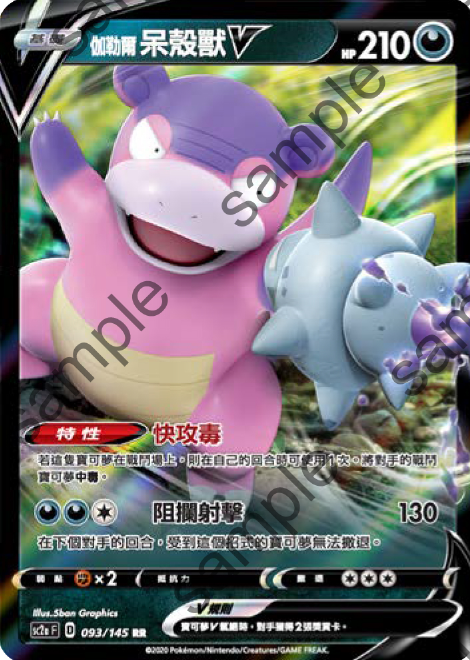 基礎 伽勒爾 呆殼獸V HP210
特性 快攻毒
若這隻寶可夢在戰鬥場上,則在自己的回合時可使用1次。將對手的戰鬥
寶可夢中毒。
阻攔射擊 130
在下個對手的回合,受到這個招式的寶可夢無法撤退。
弱點 ×2 抵抗力 撤退
Illus.5ban Graphics
SC2a F D 093/145 RR
V規則
寶可夢V氣絕時,對手獲得2張獎賞卡。
©2020 Pokémon/Nintendo/Creatures/GAME FREAK.
sample
sample
sample
sample
sample